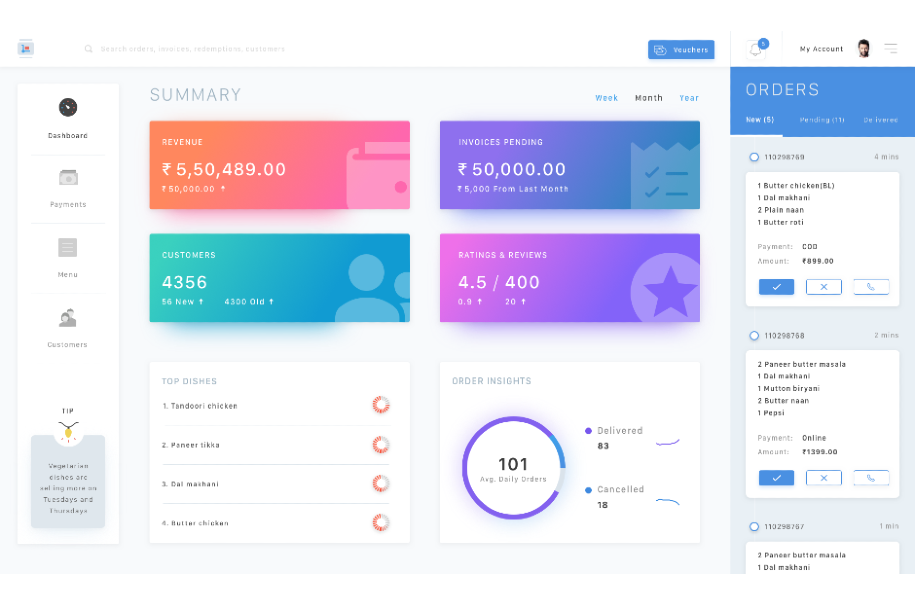 Search orders, invoices, redemptions, customers
Vouchers
5
My Account
Dashboard
Payments
Menu
Customers
TIP
Vegetarian
dishes are
selling more on
Tuesdays and
Thursdays
SUMMARY
Week Month Year
REVENUE
₹ 5,50,489.00
₹ 50,000.00 ↑
INVOICES PENDING
₹ 50,000.00
₹ 5,000 From Last Month
CUSTOMERS
4356
56 New ↑ 4300 Old ↑
RATINGS & REVIEWS
4.5 / 400
0.9 ↑ 20 ↑
TOP DISHES
1. Tandoori chicken
2. Paneer tikka
3. Dal makhani
4. Butter chicken
ORDER INSIGHTS
101
Avg. Daily Orders
Delivered
83
Cancelled
18
ORDERS
New (5) Pending (11) Delivered
110298769 4 mins
1 Butter chicken(BL)
1 Dal makhani
2 Plain naan
1 Butter roti
Payment: COD
Amount: ₹899.00
110298768 2 mins
2 Paneer butter masala
1 Dal makhani
1 Mutton biryani
2 Butter naan
1 Pepsi
Payment: Online
Amount: ₹1399.00
110298767 1 min
2 Paneer butter masala
1 Dal makhani